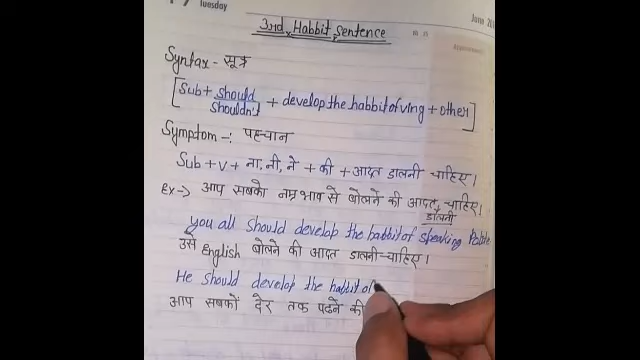 Tuesday
June 20
3rd, Habbit, Sentence
Syntax - सूत्र
[Sub + should/shouldn't + develop the habbit of ving + other]
Symptom -: पहचान
Sub + v + ना, नी, ने + की + आदत डालनी चाहिए।
Ex -> आप सबको नम्र भाव से बोलने की आदत चाहिए।
डालनी
you all should develop the habbit of speaking
उसे English बोलने की आदत डालनी चाहिए।
He should develop the habbit of
आप सबकों देर तक पढने की